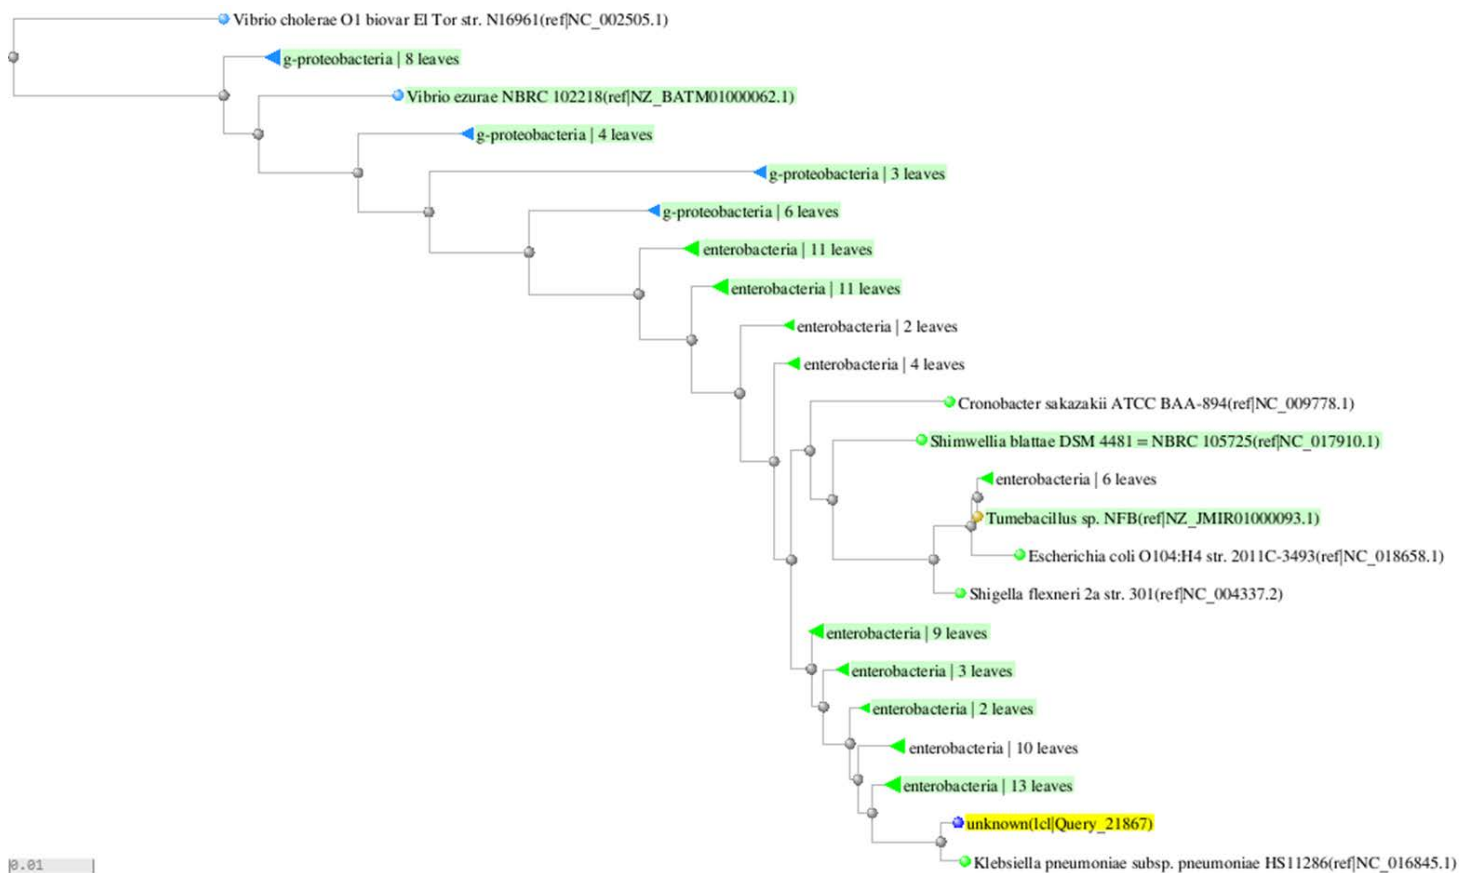 Vibrio cholerae O1 biovar El Tor str. N16961(ref|NC_002505.1)
g-proteobacteria | 8 leaves
Vibrio ezurae NBRC 102218(ref|NZ_BATM01000062.1)
g-proteobacteria | 4 leaves
g-proteobacteria | 3 leaves
g-proteobacteria | 6 leaves
enterobacteria | 11 leaves
enterobacteria | 11 leaves
enterobacteria | 2 leaves
enterobacteria | 4 leaves
Cronobacter sakazakii ATCC BAA-894(ref|NC_009778.1)
Shimwellia blattae DSM 4481 = NBRC 105725(ref|NC_017910.1)
enterobacteria | 6 leaves
Tumebacillus sp. NFB(ref|NZ_JMIR01000093.1)
Escherichia coli O104:H4 str. 2011C-3493(ref|NC_018658.1)
Shigella flexneri 2a str. 301(ref|NC_004337.2)
enterobacteria | 9 leaves
enterobacteria | 3 leaves
enterobacteria | 2 leaves
enterobacteria | 10 leaves
enterobacteria | 13 leaves
unknown(lcl|Query_21867)
Klebsiella pneumoniae subsp. pneumoniae HS11286(ref|NC_016845.1)
0.01